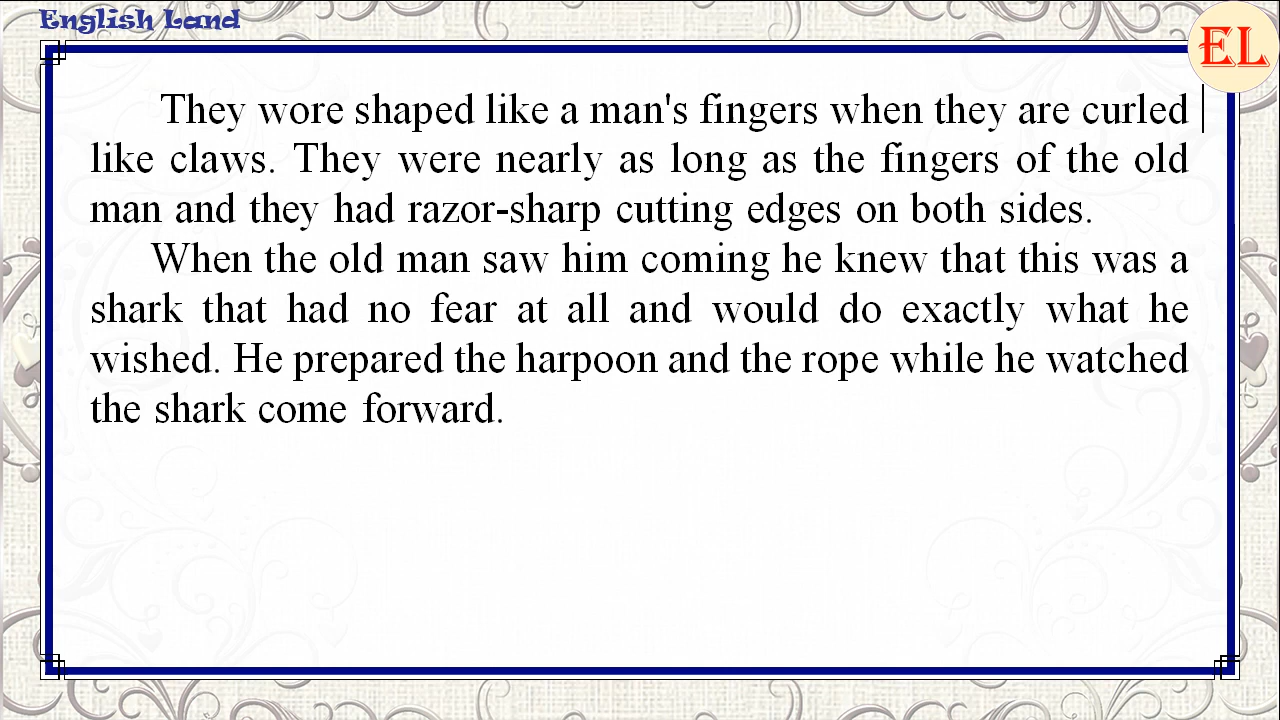 English Land
EL
They wore shaped like a man's fingers when they are curled
like claws. They were nearly as long as the fingers of the old
man and they had razor-sharp cutting edges on both sides.
When the old man saw him coming he knew that this was a
shark that had no fear at all and would do exactly what he
wished. He prepared the harpoon and the rope while he watched
the shark come forward.